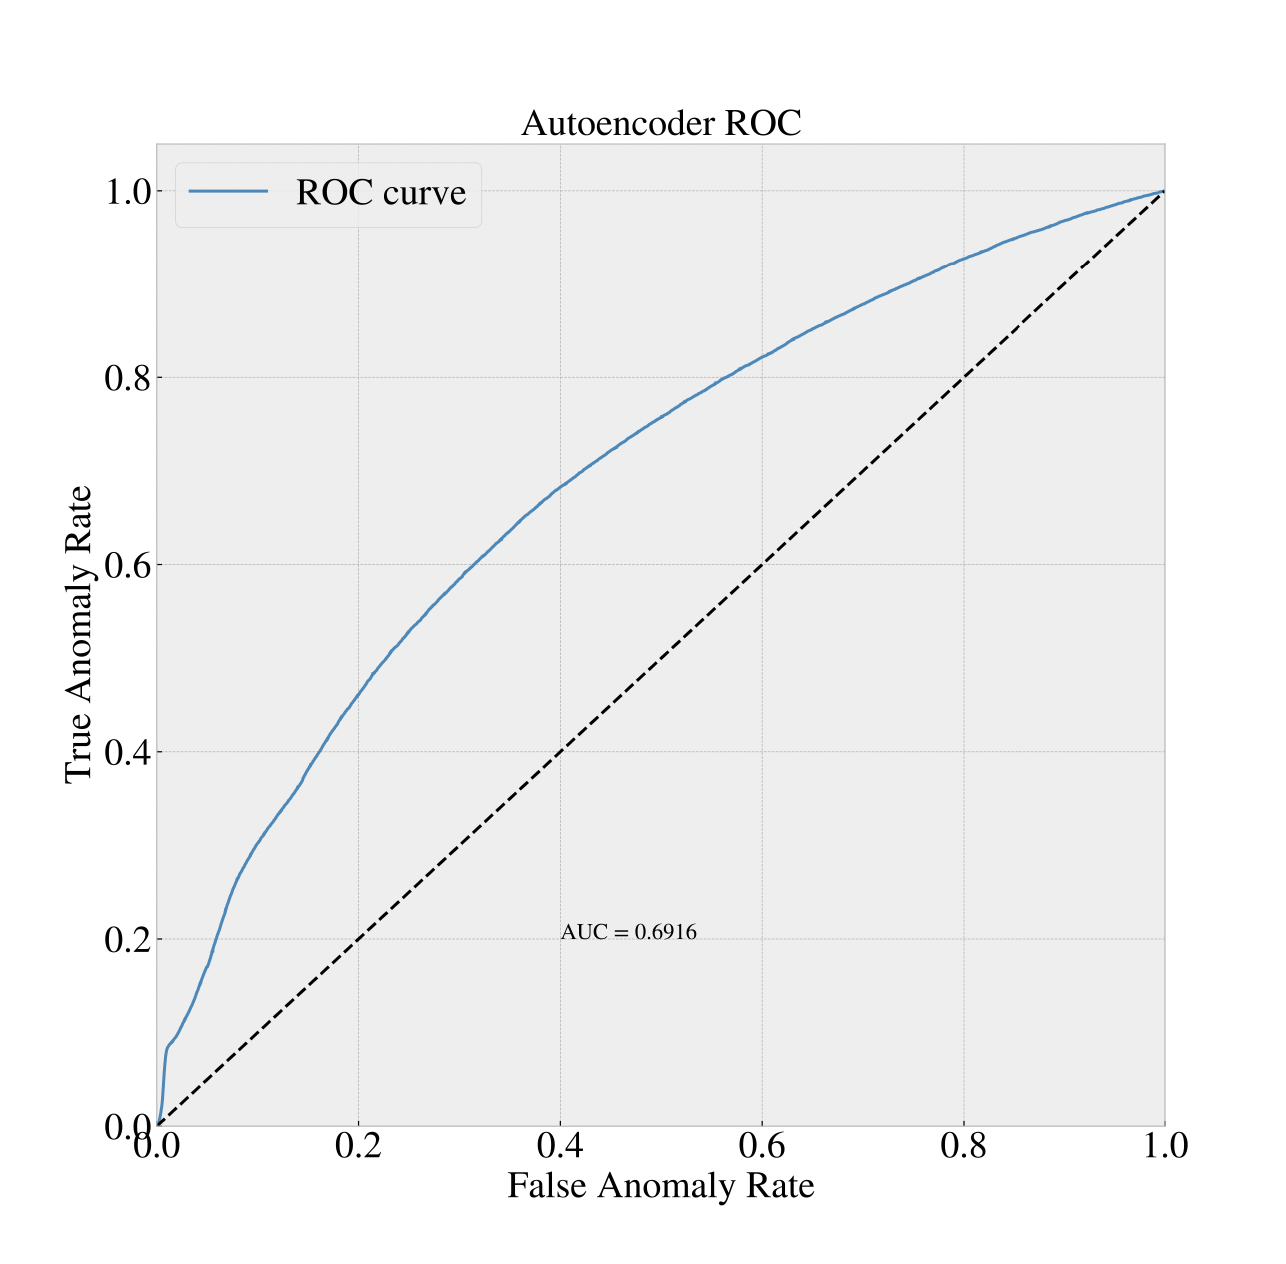 Autoencoder ROC
ROC curve
True Anomaly Rate
1.0
0.8
0.6
0.4
0.2
0.0
AUC = 0.6916
0.0 0.2 0.4 0.6 0.8 1.0
False Anomaly Rate